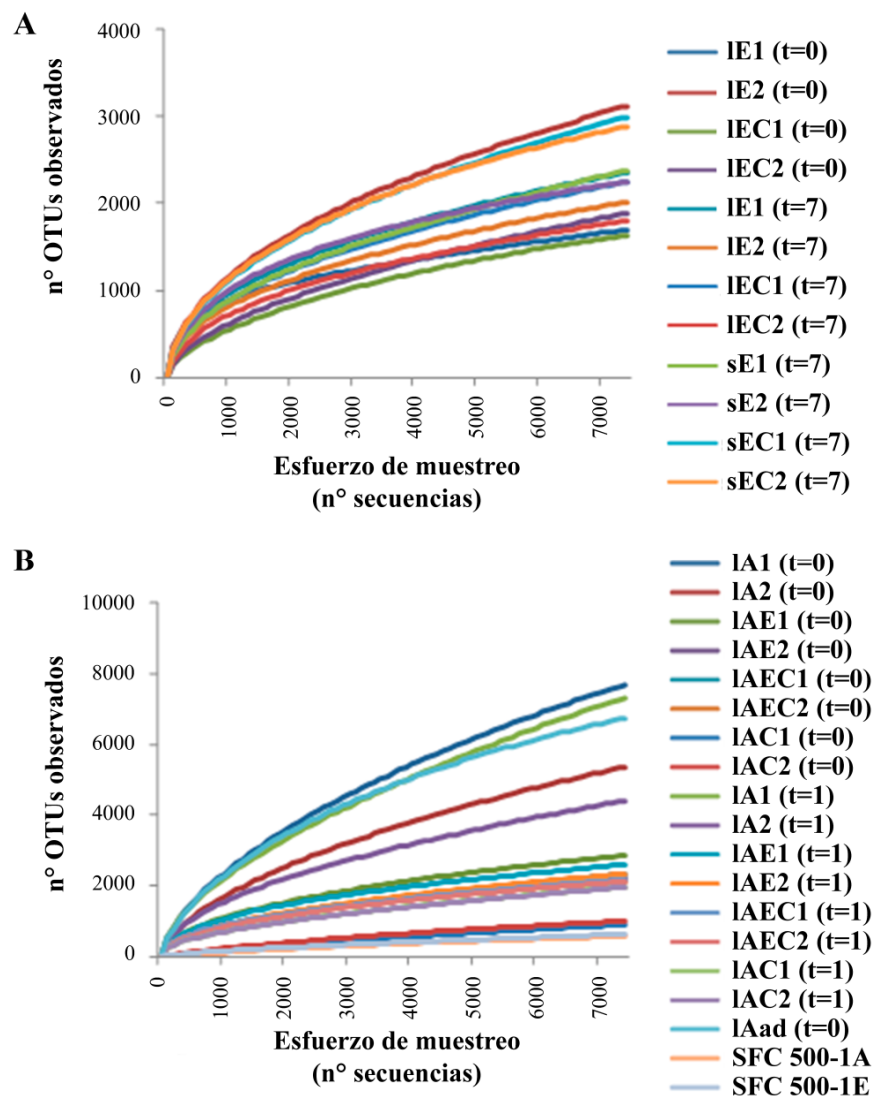 A
n° OTUs observados
4000
3000
2000
1000
0
0
1000
2000
3000
4000
5000
6000
7000
Esfuerzo de muestreo
(n° secuencias)
lE1 (t=0)
lE2 (t=0)
lEC1 (t=0)
lEC2 (t=0)
lE1 (t=7)
lE2 (t=7)
lEC1 (t=7)
lEC2 (t=7)
sE1 (t=7)
sE2 (t=7)
sEC1 (t=7)
sEC2 (t=7)
B
n° OTUs observados
10000
8000
6000
4000
2000
0
0
1000
2000
3000
4000
5000
6000
7000
Esfuerzo de muestreo
(n° secuencias)
lA1 (t=0)
lA2 (t=0)
lAE1 (t=0)
lAE2 (t=0)
lAEC1 (t=0)
lAEC2 (t=0)
lAC1 (t=0)
lAC2 (t=0)
lA1 (t=1)
lA2 (t=1)
lAE1 (t=1)
lAE2 (t=1)
lAEC1 (t=1)
lAEC2 (t=1)
lAC1 (t=1)
lAC2 (t=1)
lAad (t=0)
SFC 500-1A
SFC 500-1E